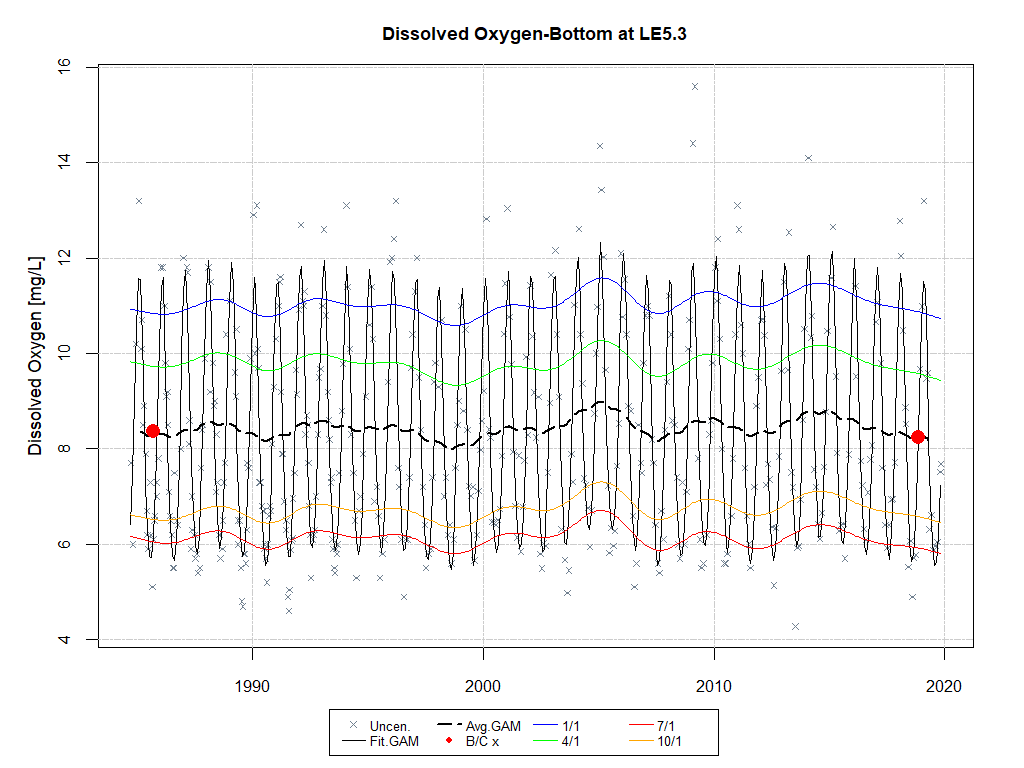 Dissolved Oxygen-Bottom at LE5.3
Dissolved Oxygen [mg/L]
16
14
12
10
8
6
4
1990 2000 2010 2020
Uncen. Avg.GAM 1/1 7/1
Fit.GAM B/C x 4/1 10/1